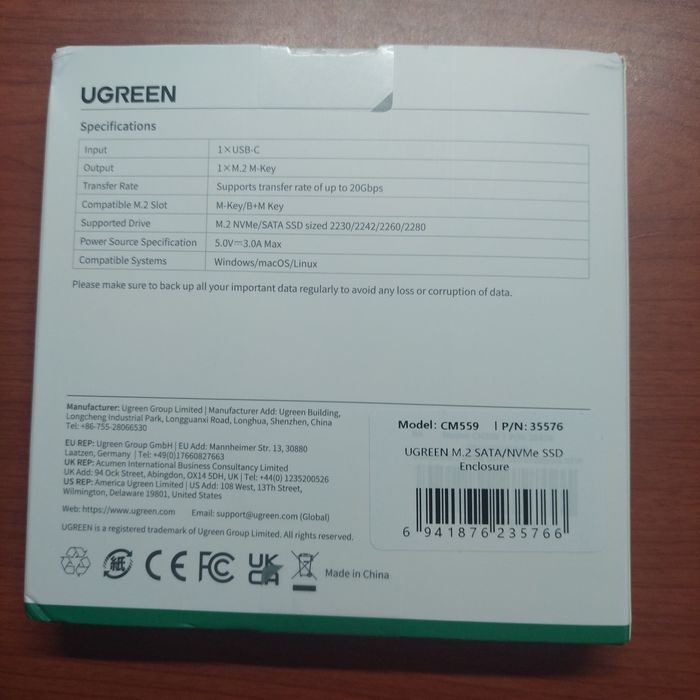 UGREEN
Specifications
Input 1×USB-C
Output 1×M.2 M-Key
Transfer Rate Supports transfer rate of up to 20Gbps
Compatible M.2 Slot M-Key/B+M Key
Supported Drive M.2 NVMe/SATA SSD sized 2230/2242/2260/2280
Power Source Specification 5.0V⎓3.0A Max
Compatible Systems Windows/macOS/Linux
Please make sure to back up all your important data regularly to avoid any loss or corruption of data.
Manufacturer: Ugreen Group Limited | Manufacturer Add: Ugreen Building,
Longcheng Industrial Park, Longguanxi Road, Longhua, Shenzhen, China
Tel: +86-755-28066530
EU REP: Ugreen Group GmbH | EU Add: Mannheimer Str. 13, 30880
Laatzen, Germany | Tel: +49(0)17660827663
UK REP: Acumen International Business Consultancy Limited
UK Add: 94 Ock Street, Abingdon, OX14 5DH, UK | Tel: +44(0) 1235200526
US REP: America Ugreen Limited | US Add: 108 West, 13Th Street,
Wilmington, Delaware 19801, United States
Web: https://www.ugreen.com Email: support@ugreen.com (Global)
UGREEN is a registered trademark of Ugreen Group Limited. All rights reserved.
紙 CE FC UK CA Made in China
Model: CM559 | P/N: 35576
UGREEN M.2 SATA/NVMe SSD
Enclosure
6 941876 235766